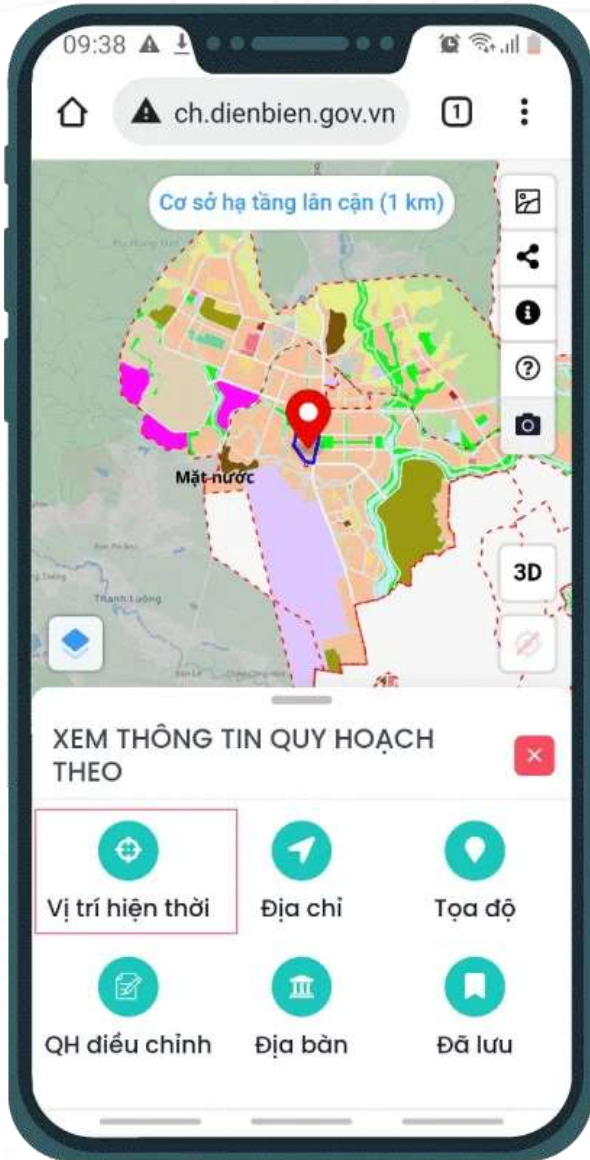 09:38
ch.dienbien.gov.vn
1
Cơ sở hạ tầng lân cận (1 km)
Mặt nước
Thanh Luông
3D
XEM THÔNG TIN QUY HOẠCH
THEO
Vị trí hiện thời
Địa chỉ
Tọa độ
QH điều chỉnh
Địa bàn
Đã lưu